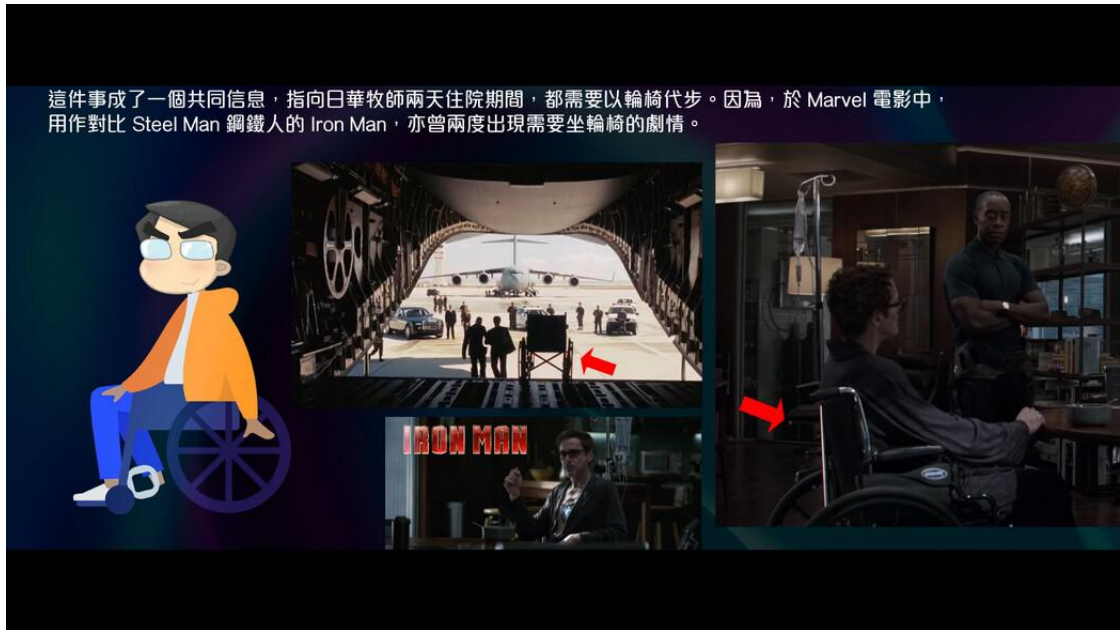 這件事成了一個共同信息，指向日華牧師兩天住院期間，都需要以輪椅代步。因為，於 Marvel 電影中，
用作對比 Steel Man 鋼鐵人的 Iron Man，亦曾兩度出現需要坐輪椅的劇情。
IRON MAN